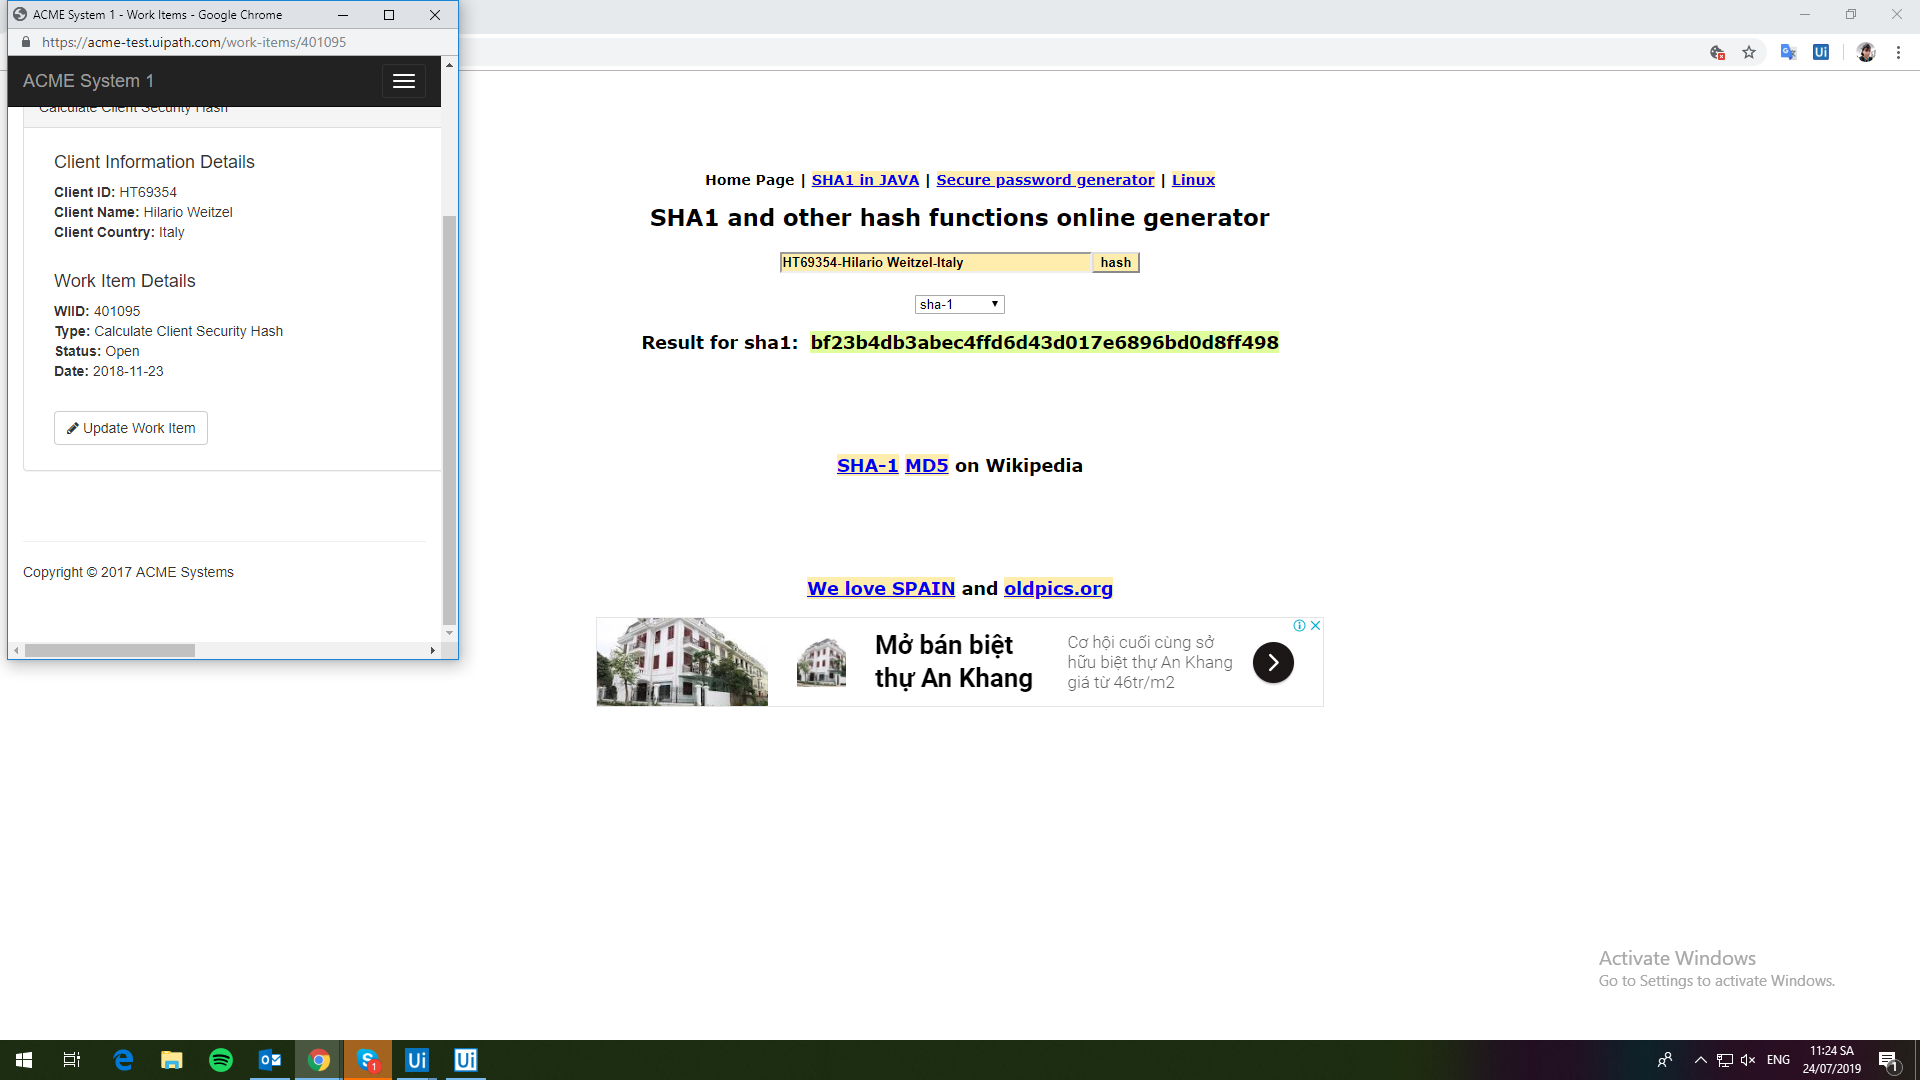 ACME System 1 - Work Items - Google Chrome
https://acme-test.uipath.com/work-items/401095
ACME System 1
Calculate Client Security Hash
Client Information Details
Client ID: HT69354
Client Name: Hilario Weitzel
Client Country: Italy
Work Item Details
WIID: 401095
Type: Calculate Client Security Hash
Status: Open
Date: 2018-11-23
Update Work Item
Copyright © 2017 ACME Systems
Home Page | SHA1 in JAVA | Secure password generator | Linux
SHA1 and other hash functions online generator
HT69354-Hilario Weitzel-Italy hash
sha-1
Result for sha1: bf23b4db3abec4ffd6d43d017e6896bd0d8ff498
SHA-1 MD5 on Wikipedia
We love SPAIN and oldpics.org
Mở bán biệt
thự An Khang
Cơ hội cuối cùng sở
hữu biệt thự An Khang
giá từ 46tr/m2
Ui
Activate Windows
Go to Settings to activate Windows.
1
Ui
Ui
ENG
11:24 SA
24/07/2019
1